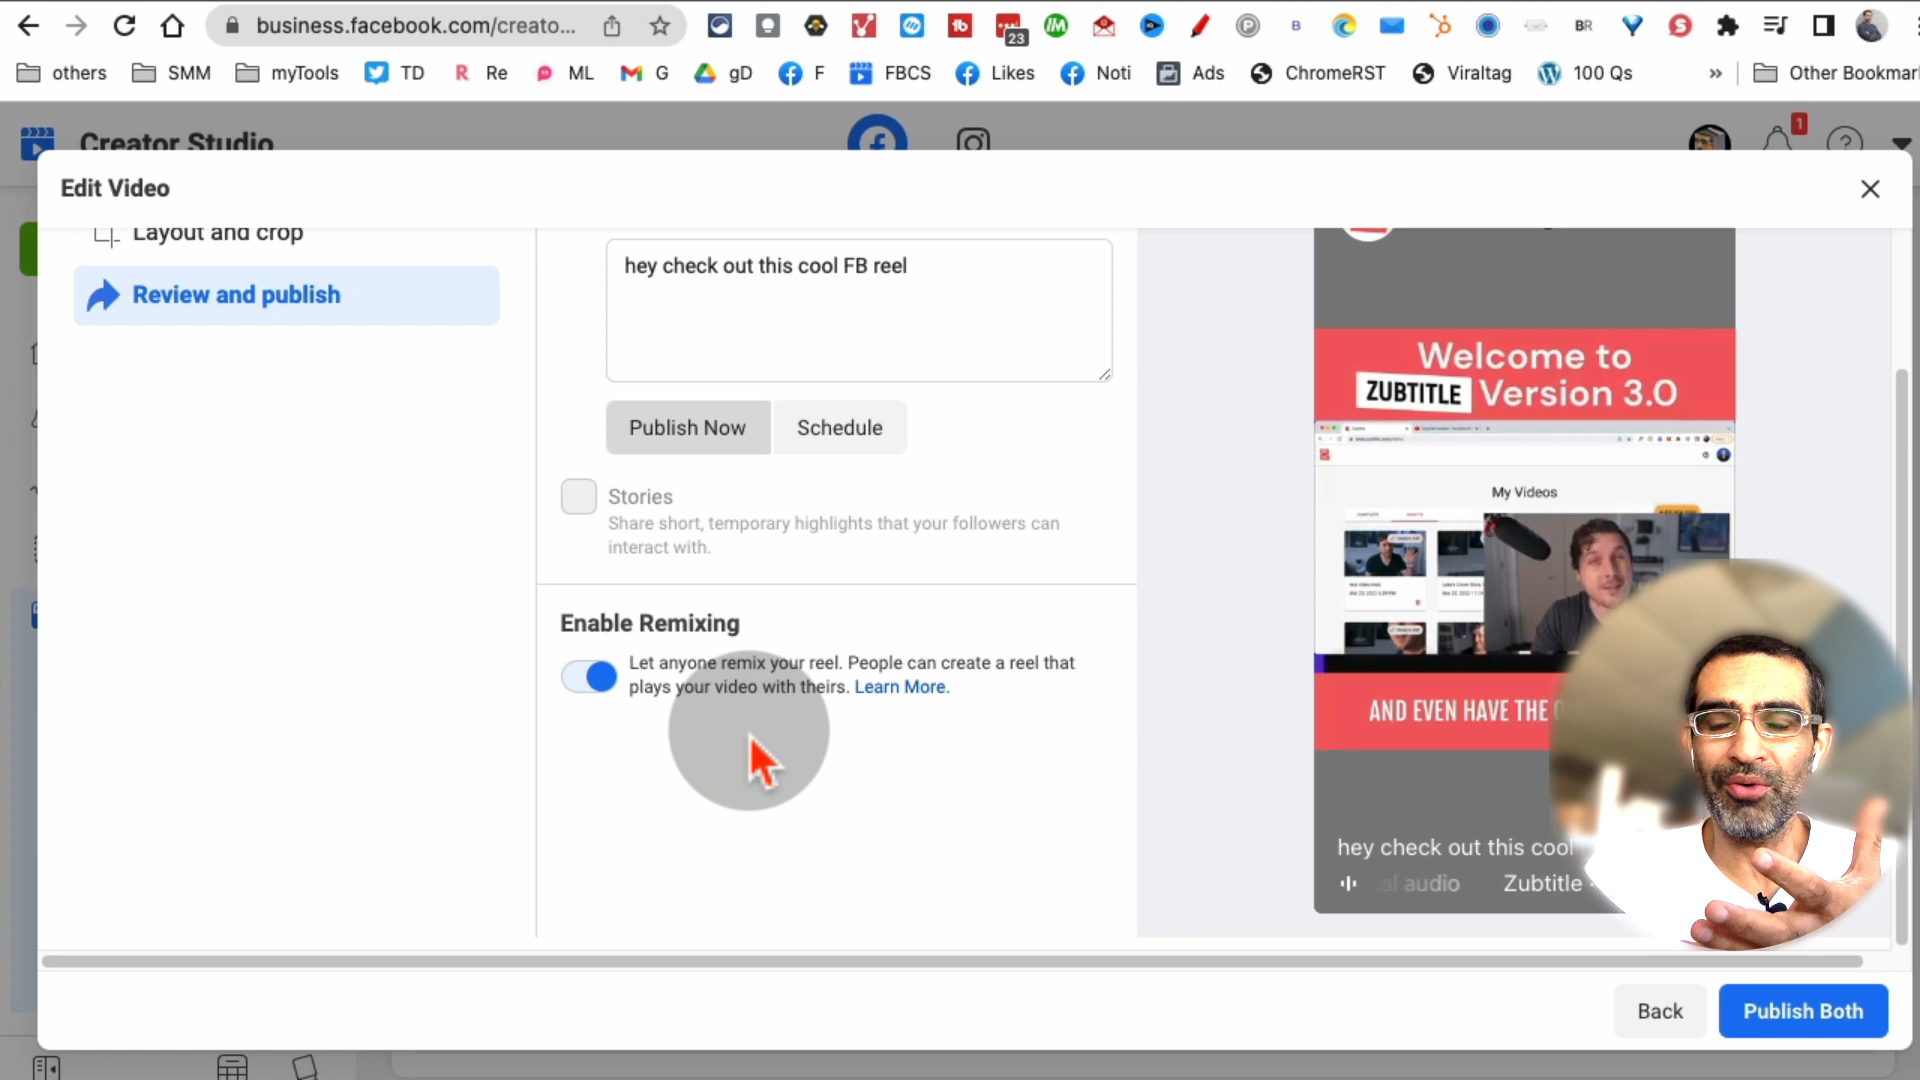 business.facebook.com/creato...
23
BR
others
SMM
myTools
TD
Re
ML
G
gD
F
FBCS
Likes
Noti
Ads
ChromeRST
Viraltag
100 Qs
»
Other Bookmar
Creator Studio
1
Edit Video
Layout and crop
Review and publish
hey check out this cool FB reel
Publish Now
Schedule
Stories
Share short, temporary highlights that your followers can
interact with.
Enable Remixing
Let anyone remix your reel. People can create a reel that
plays your video with theirs. Learn More.
Welcome to
ZUBTITLE Version 3.0
My Videos
AND EVEN HAVE THE
hey check out this cool
al audio Zubtitle ·
Back
Publish Both